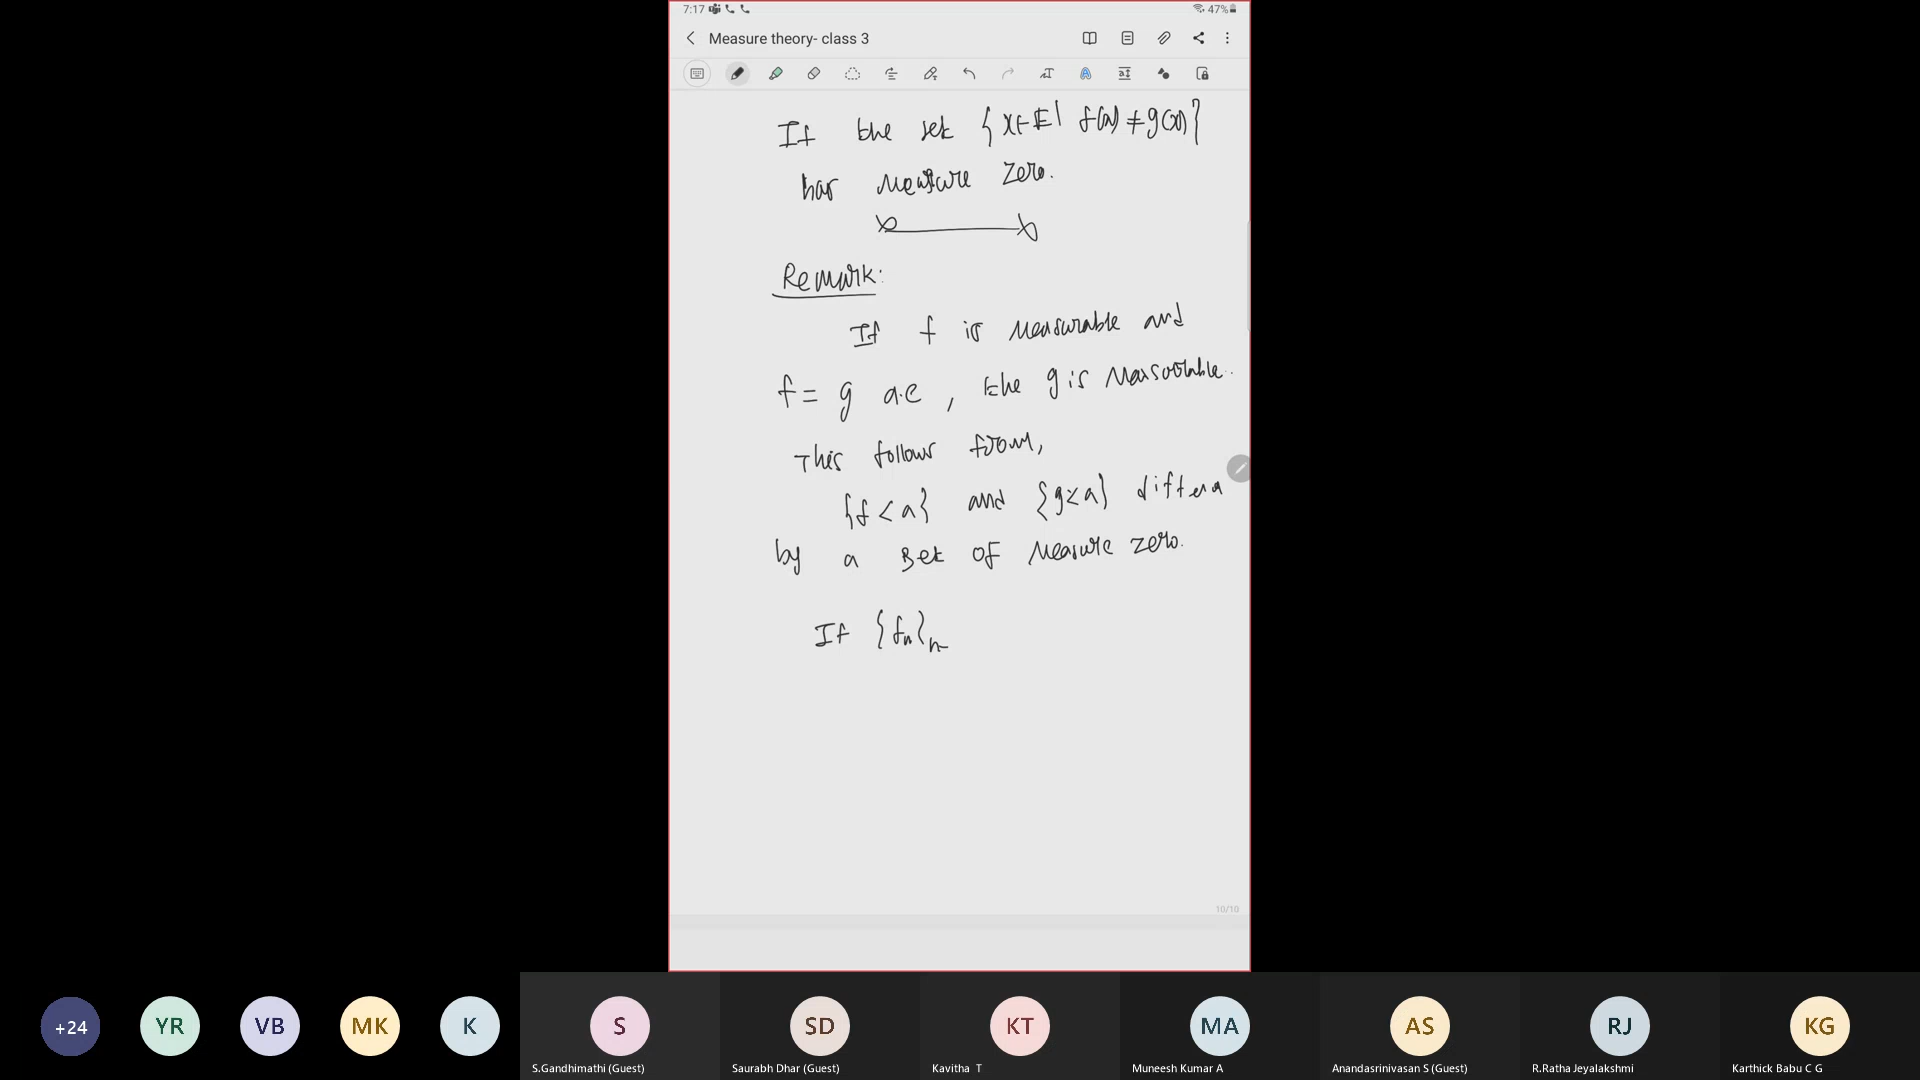 7:17
47%
Measure theory- class 3
If the set {x∈E| f(x) ≠ g(x)}
has measure zero.
Remark:
If f is measurable and
f = g a.e, the g is measurable.
This follows from,
{f < a} and {g < a} differ
by a set of measure zero.
If {fn}n
10/10
+24
YR
VB
MK
K
S
SD
KT
MA
AS
RJ
KG
S.Gandhimathi (Guest)
Saurabh Dhar (Guest)
Kavitha T
Muneesh Kumar A
Anandasrinivasan S (Guest)
R.Ratha Jeyalakshmi
Karthick Babu C G